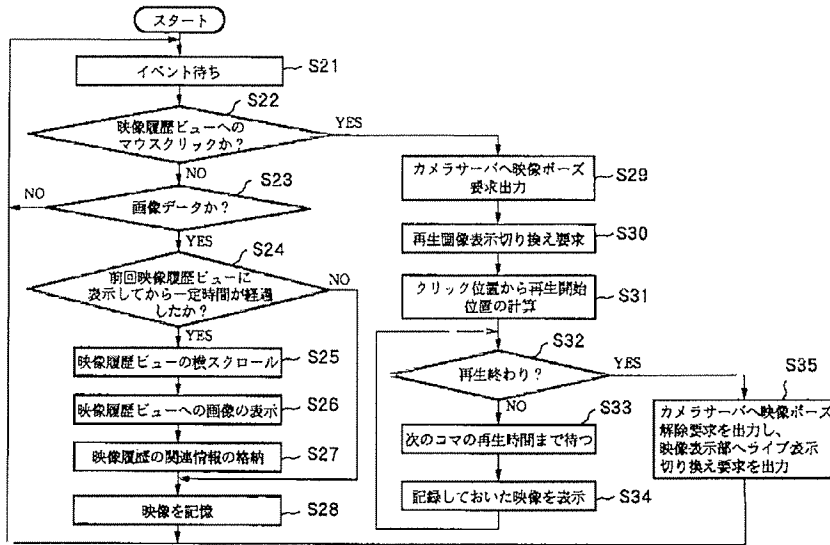 スタート
イベント待ち
S21
映像履歴ビューへの
マウスクリックか?
S22
YES
NO
画像データか?
S23
NO
YES
前回映像履歴ビューに
表示してから一定時間が経過
したか?
S24
NO
YES
映像履歴ビューの横スクロール
S25
映像履歴ビューへの画像の表示
S26
映像履歴の関連情報の格納
S27
映像を記憶
S28
カメラサーバへ映像ポーズ
要求出力
S29
再生画像表示切り換え要求
S30
クリック位置から再生開始
位置の計算
S31
再生終わり?
S32
YES
NO
次のコマの再生時間まで待つ
S33
記録しておいた映像を表示
S34
S35
カメラサーバへ映像ポーズ
解除要求を出力し、
映像表示部へライブ表示
切り換え要求を出力